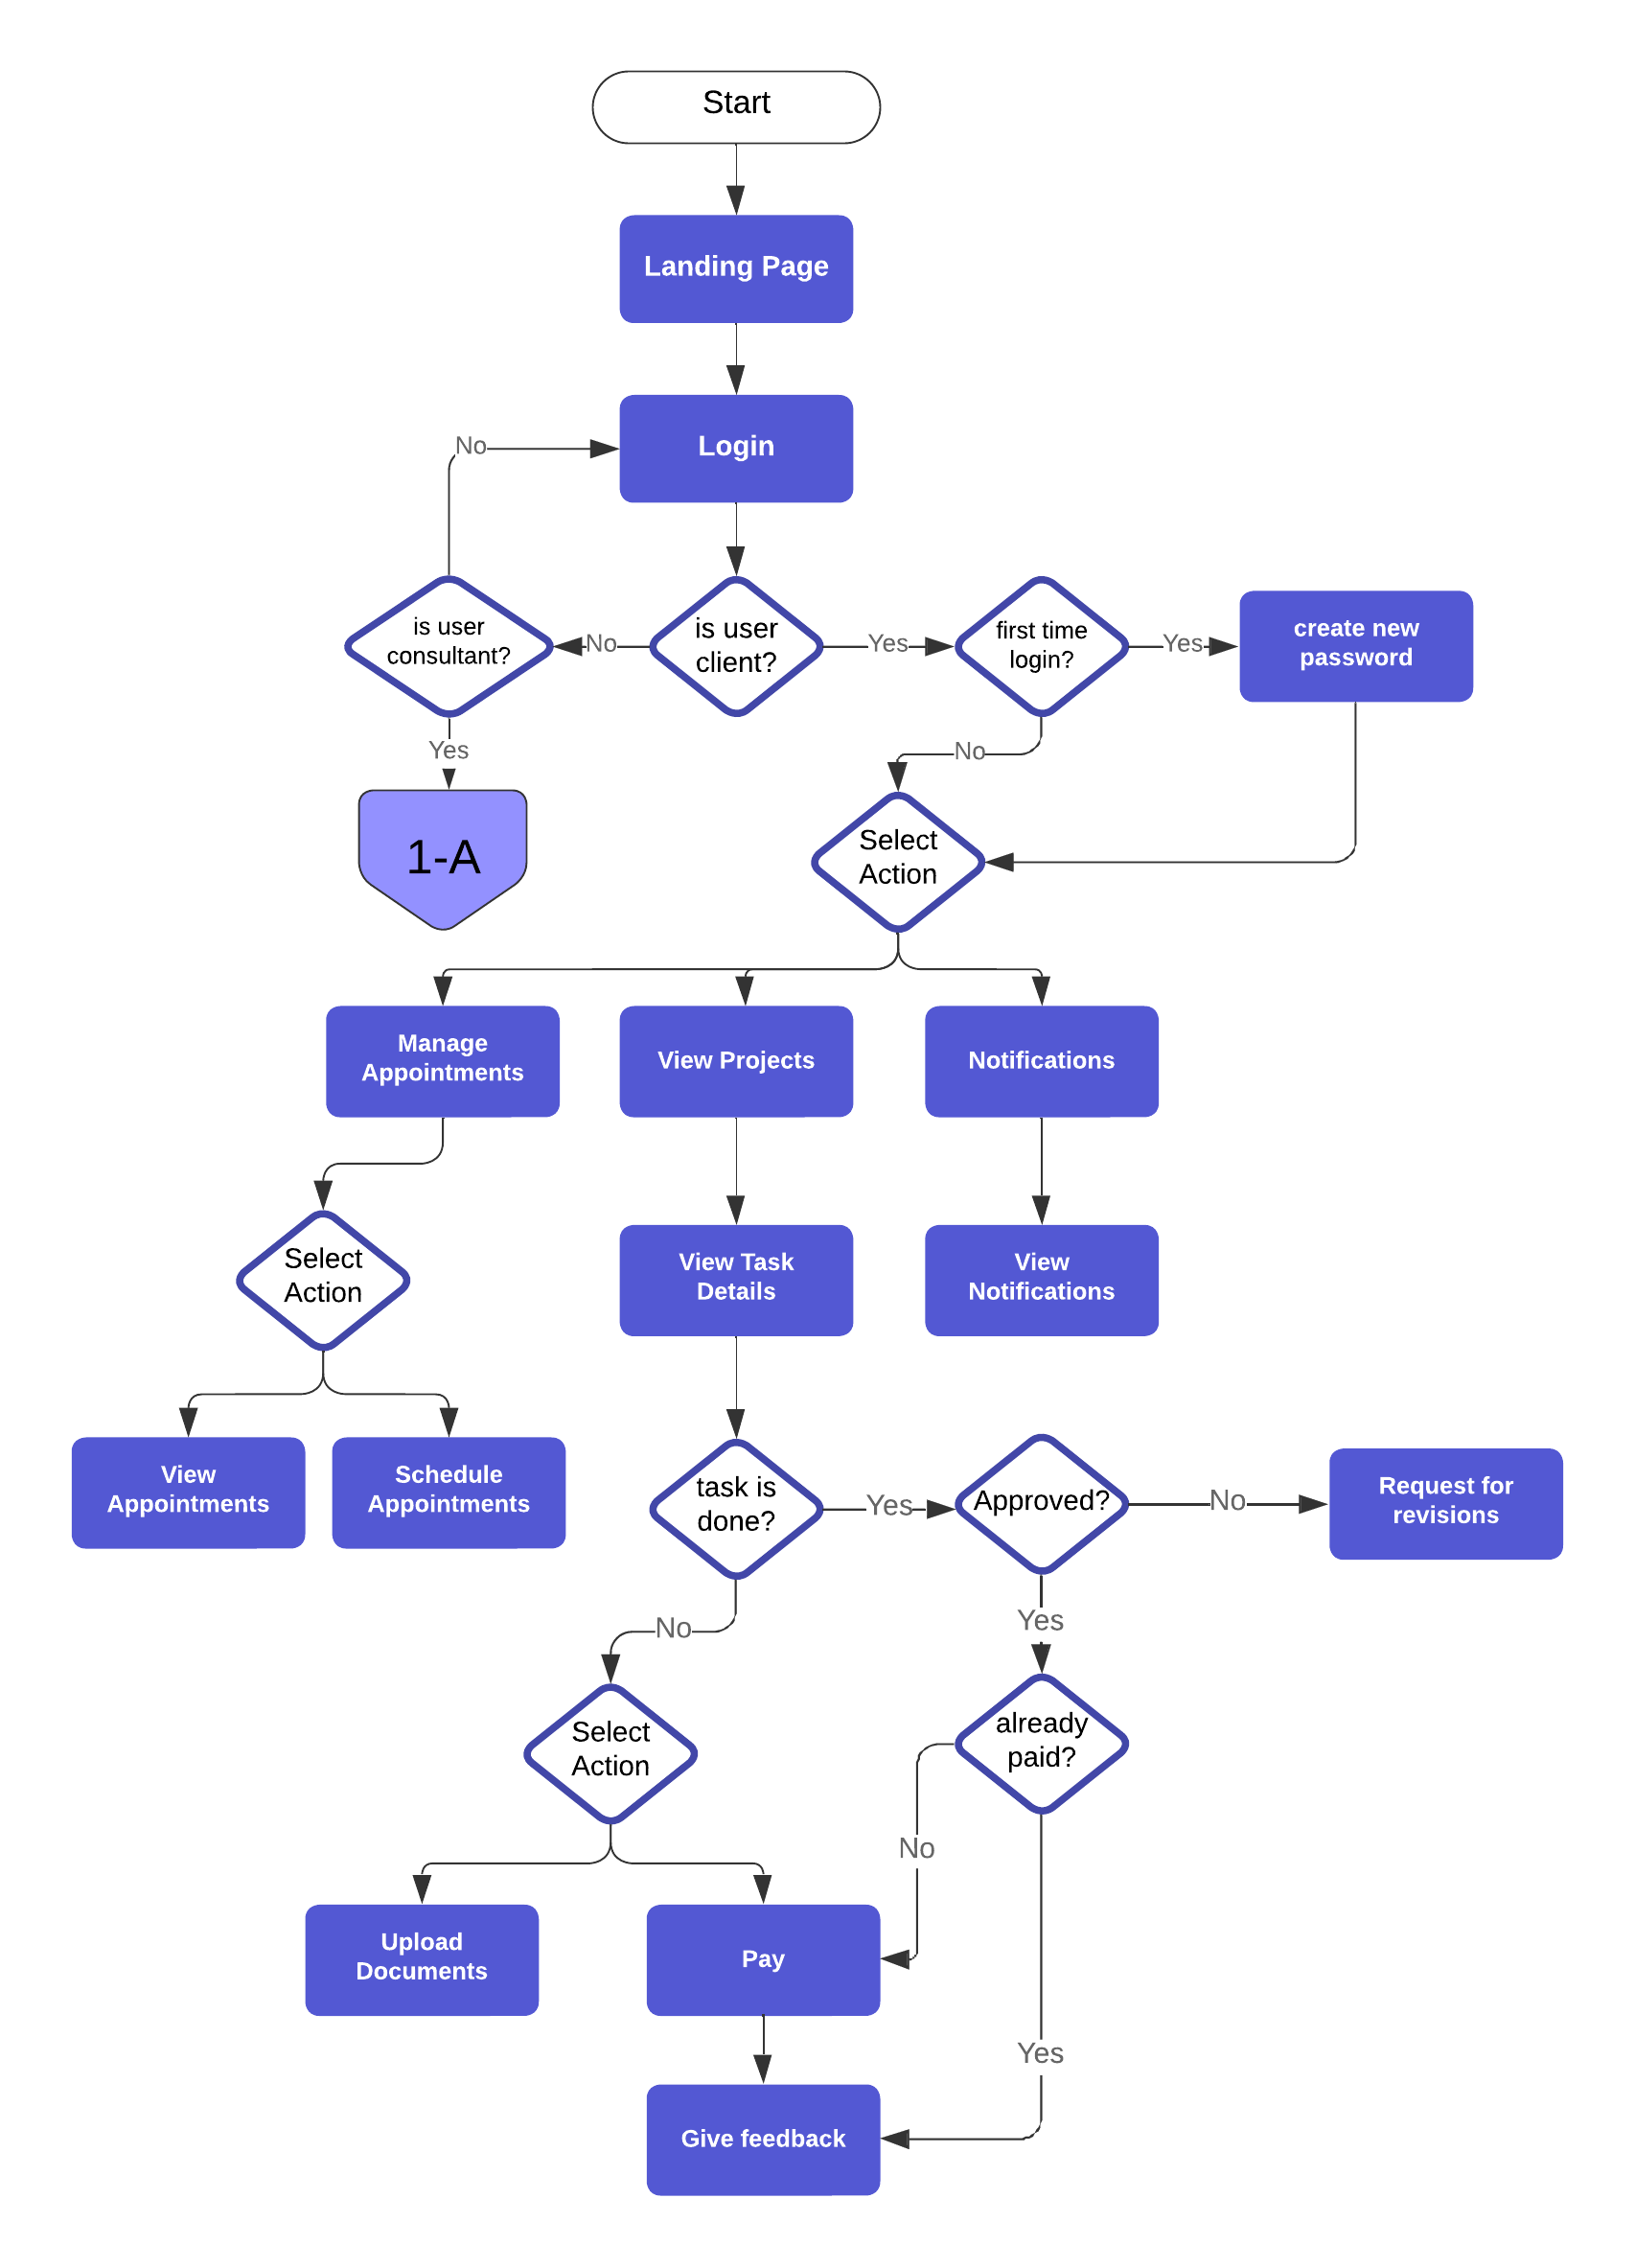 Start
Landing Page
Login
No
is user
consultant?
No
is user
client?
Yes
first time
login?
Yes
create new
password
Yes
No
1-A
Select
Action
Manage
Appointments
View Projects
Notifications
Select
Action
View Task
Details
View
Notifications
View
Appointments
Schedule
Appointments
task is
done?
Yes
Approved?
No
Request for
revisions
No
Yes
Select
Action
already
paid?
No
Upload
Documents
Pay
Yes
Give feedback